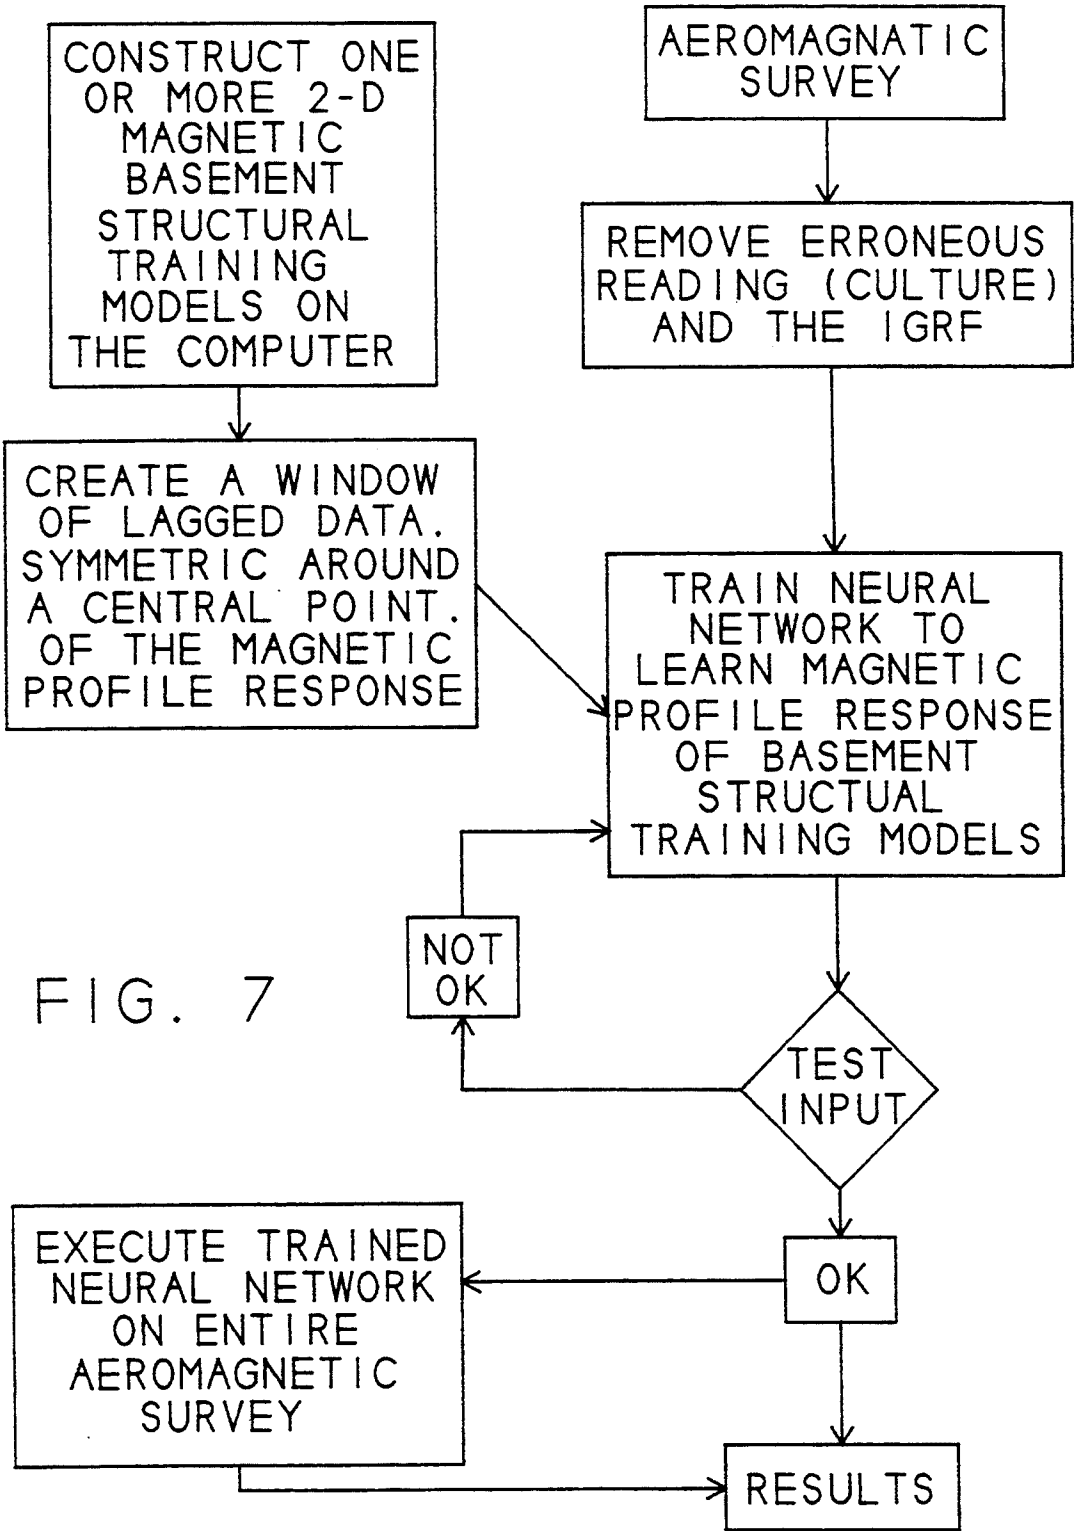 CONSTRUCT ONE
OR MORE 2-D
MAGNETIC
BASEMENT
STRUCTURAL
TRAINING
MODELS ON
THE COMPUTER
AEROMAGNATIC
SURVEY
REMOVE ERRONEOUS
READING (CULTURE)
AND THE IGRF
CREATE A WINDOW
OF LAGGED DATA.
SYMMETRIC AROUND
A CENTRAL POINT.
OF THE MAGNETIC
PROFILE RESPONSE
TRAIN NEURAL
NETWORK TO
LEARN MAGNETIC
PROFILE RESPONSE
OF BASEMENT
STRUCTUAL
TRAINING MODELS
NOT
OK
FIG. 7
TEST
INPUT
OK
EXECUTE TRAINED
NEURAL NETWORK
ON ENTIRE
AEROMAGNETIC
SURVEY
RESULTS